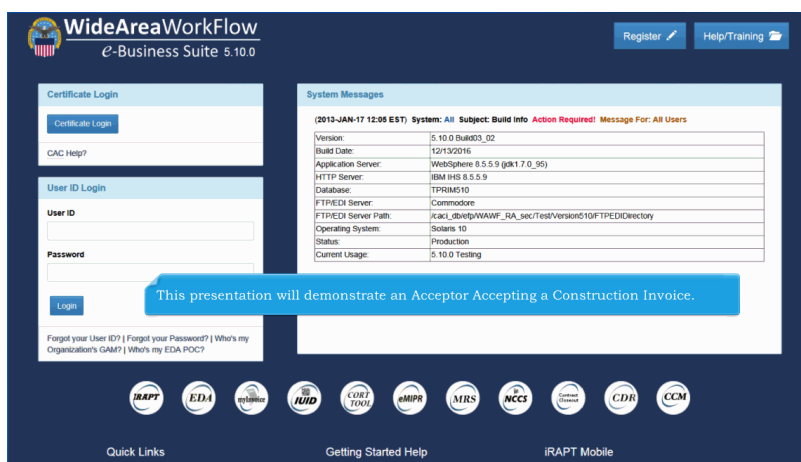 WideAreaWorkFlow
e-Business Suite 5.10.0
Register
Help/Training
Certificate Login
Certificate Login
CAC Help?
User ID Login
User ID
Password
Login
Forgot your User ID? | Forgot your Password? | Who's my
Organization's GAM? | Who's my EDA POC?
System Messages
(2013-JAN-17 12:05 EST) System: All Subject: Build Info Action Required! Message For: All Users
Version: 5.10.0 Build03_02
Build Date: 12/13/2016
Application Server: WebSphere 8.5.5.9 (jdk1.7.0_95)
HTTP Server: IBM IHS 8.5.5.9
Database: TPRIM510
FTP/EDI Server: Commodore
FTP/EDI Server Path: /caci_db/efp/WAWF_RA_sec/Test/Version510/FTPEDIDirectory
Operating System: Solaris 10
Status: Production
Current Usage: 5.10.0 Testing
This presentation will demonstrate an Acceptor Accepting a Construction Invoice.
iRAPT
EDA
myInvoice
IUID
CORT
TOOL
eMIPR
MRS
NCCS
Contract
Closeout
CDR
CCM
Quick Links
Getting Started Help
iRAPT Mobile